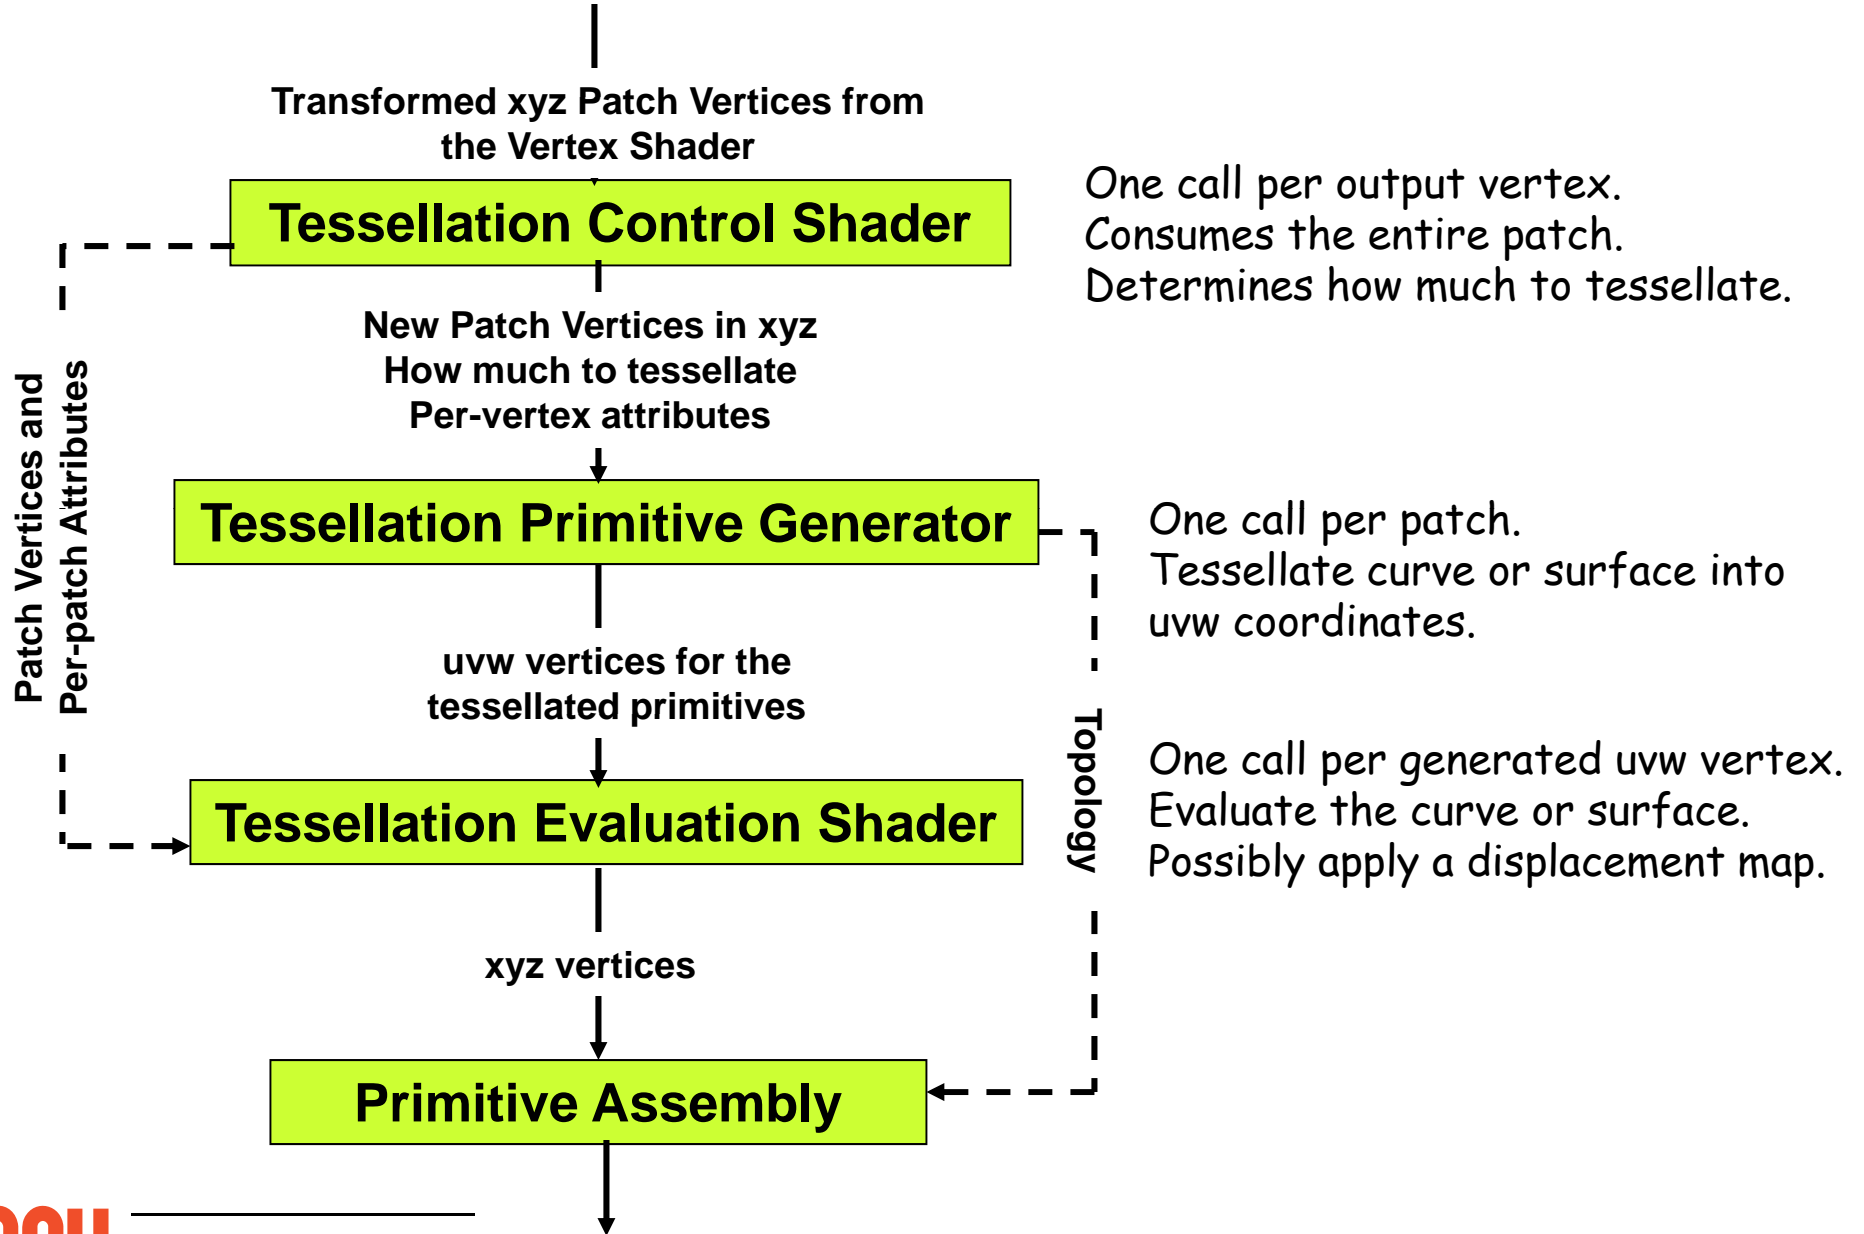 Transformed xyz Patch Vertices from
the Vertex Shader
Tessellation Control Shader
One call per output vertex.
Consumes the entire patch.
Determines how much to tessellate.
New Patch Vertices in xyz
How much to tessellate
Per-vertex attributes
Patch Vertices and
Per-patch Attributes
Tessellation Primitive Generator
One call per patch.
Tessellate curve or surface into
uvw coordinates.
uvw vertices for the
tessellated primitives
Topology
Tessellation Evaluation Shader
One call per generated uvw vertex.
Evaluate the curve or surface.
Possibly apply a displacement map.
xyz vertices
Primitive Assembly